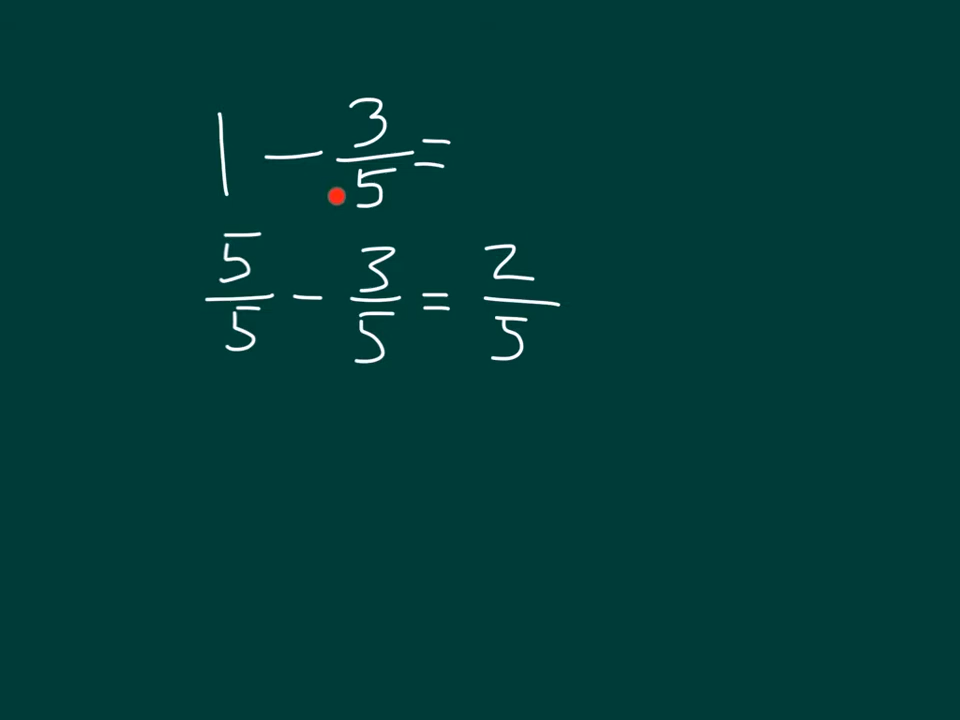 1 - 3/5 =
5/5 - 3/5 = 2/5